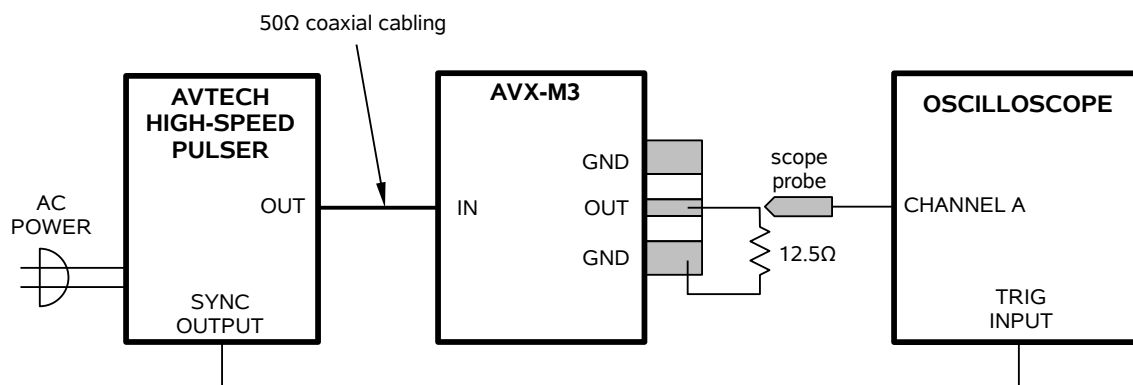 50Ω coaxial cabling
AVTECH
HIGH-SPEED
PULSER
AVX-M3
OSCILLOSCOPE
GND
scope
probe
AC
POWER
OUT
IN
OUT
CHANNEL A
GND
12.5Ω
SYNC
OUTPUT
TRIG
INPUT